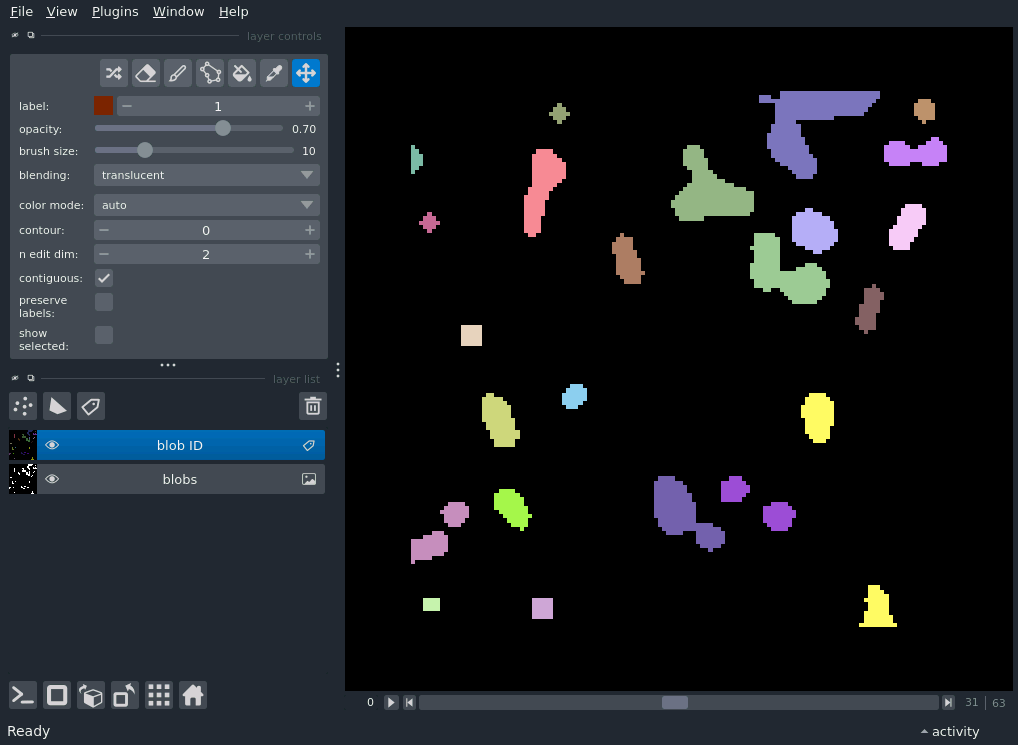 File View Plugins Window Help
layer controls
label: 1
opacity: 0.70
brush size: 10
blending: translucent
color mode: auto
contour: 0
n edit dim: 2
contiguous:
preserve
labels:
show
selected:
layer list
blob ID
blobs
0 31 | 63
Ready activity